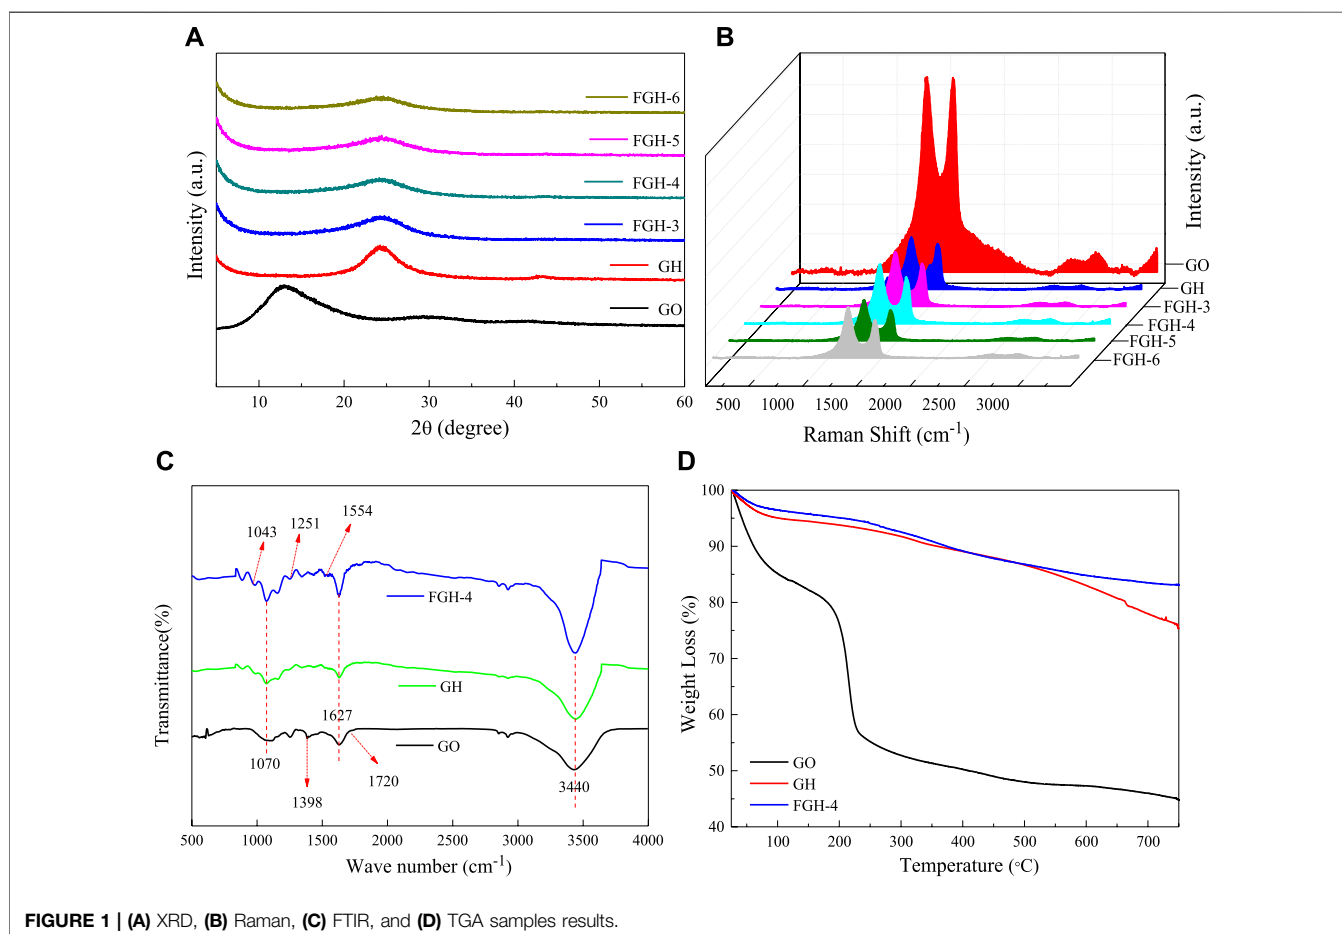 A
FGH-6
FGH-5
FGH-4
FGH-3
GH
GO
Intensity (a.u.)
10 20 30 40 50 60
2θ (degree)
B
Intensity (a.u.)
GO
GH
FGH-3
FGH-4
FGH-5
FGH-6
500 1000 1500 2000 2500 3000
Raman Shift (cm⁻¹)
C
1043 1251 1554
FGH-4
GH
1627
GO
1070 1720 3440
1398
Transmittance(%)
500 1000 1500 2000 2500 3000 3500 4000
Wave number (cm⁻¹)
D
100
90
80
70
60
50
40
Weight Loss (%)
GO
GH
FGH-4
100 200 300 400 500 600 700
Temperature (°C)
FIGURE 1 | (A) XRD, (B) Raman, (C) FTIR, and (D) TGA samples results.